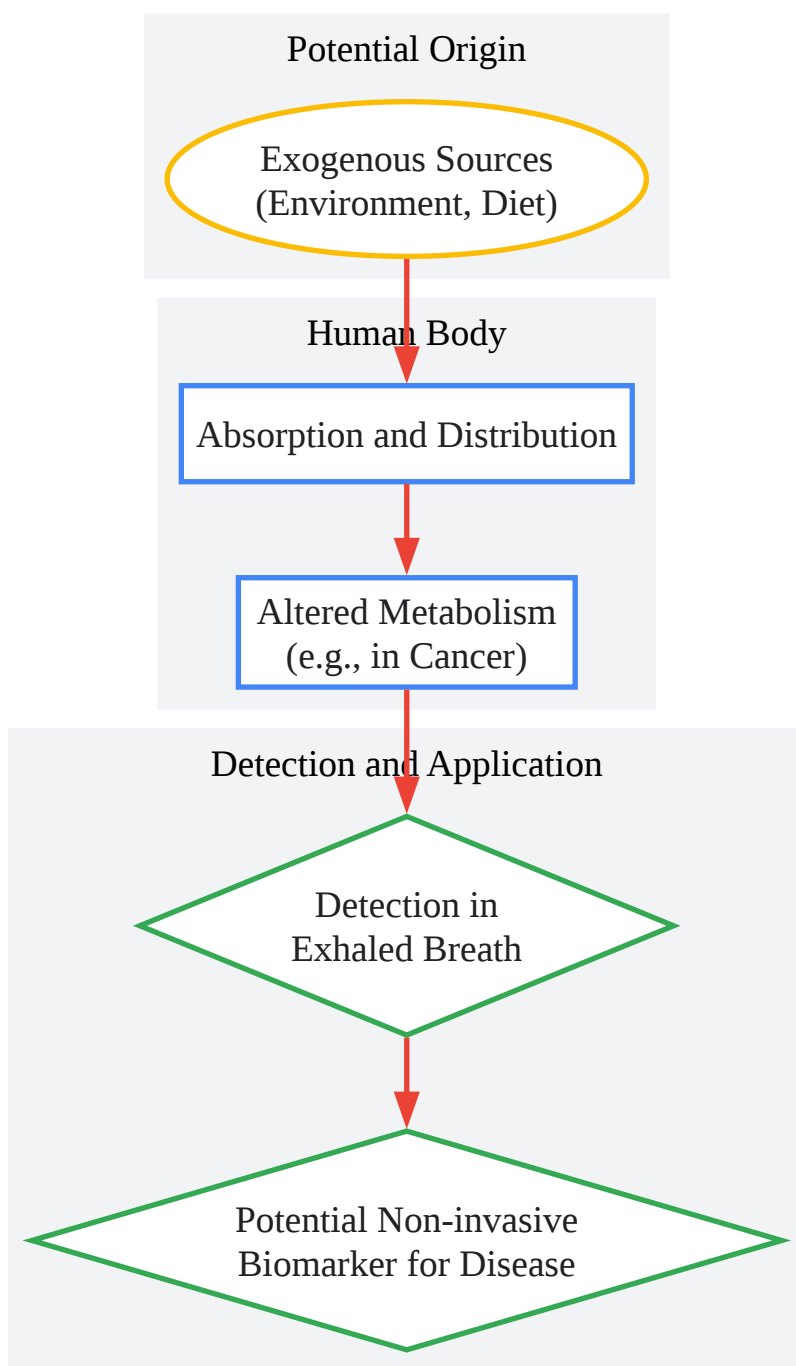 Potential Origin
Exogenous Sources
(Environment, Diet)
Human Body
Absorption and Distribution
Altered Metabolism
(e.g., in Cancer)
Detection and Application
Detection in
Exhaled Breath
Potential Non-invasive
Biomarker for Disease